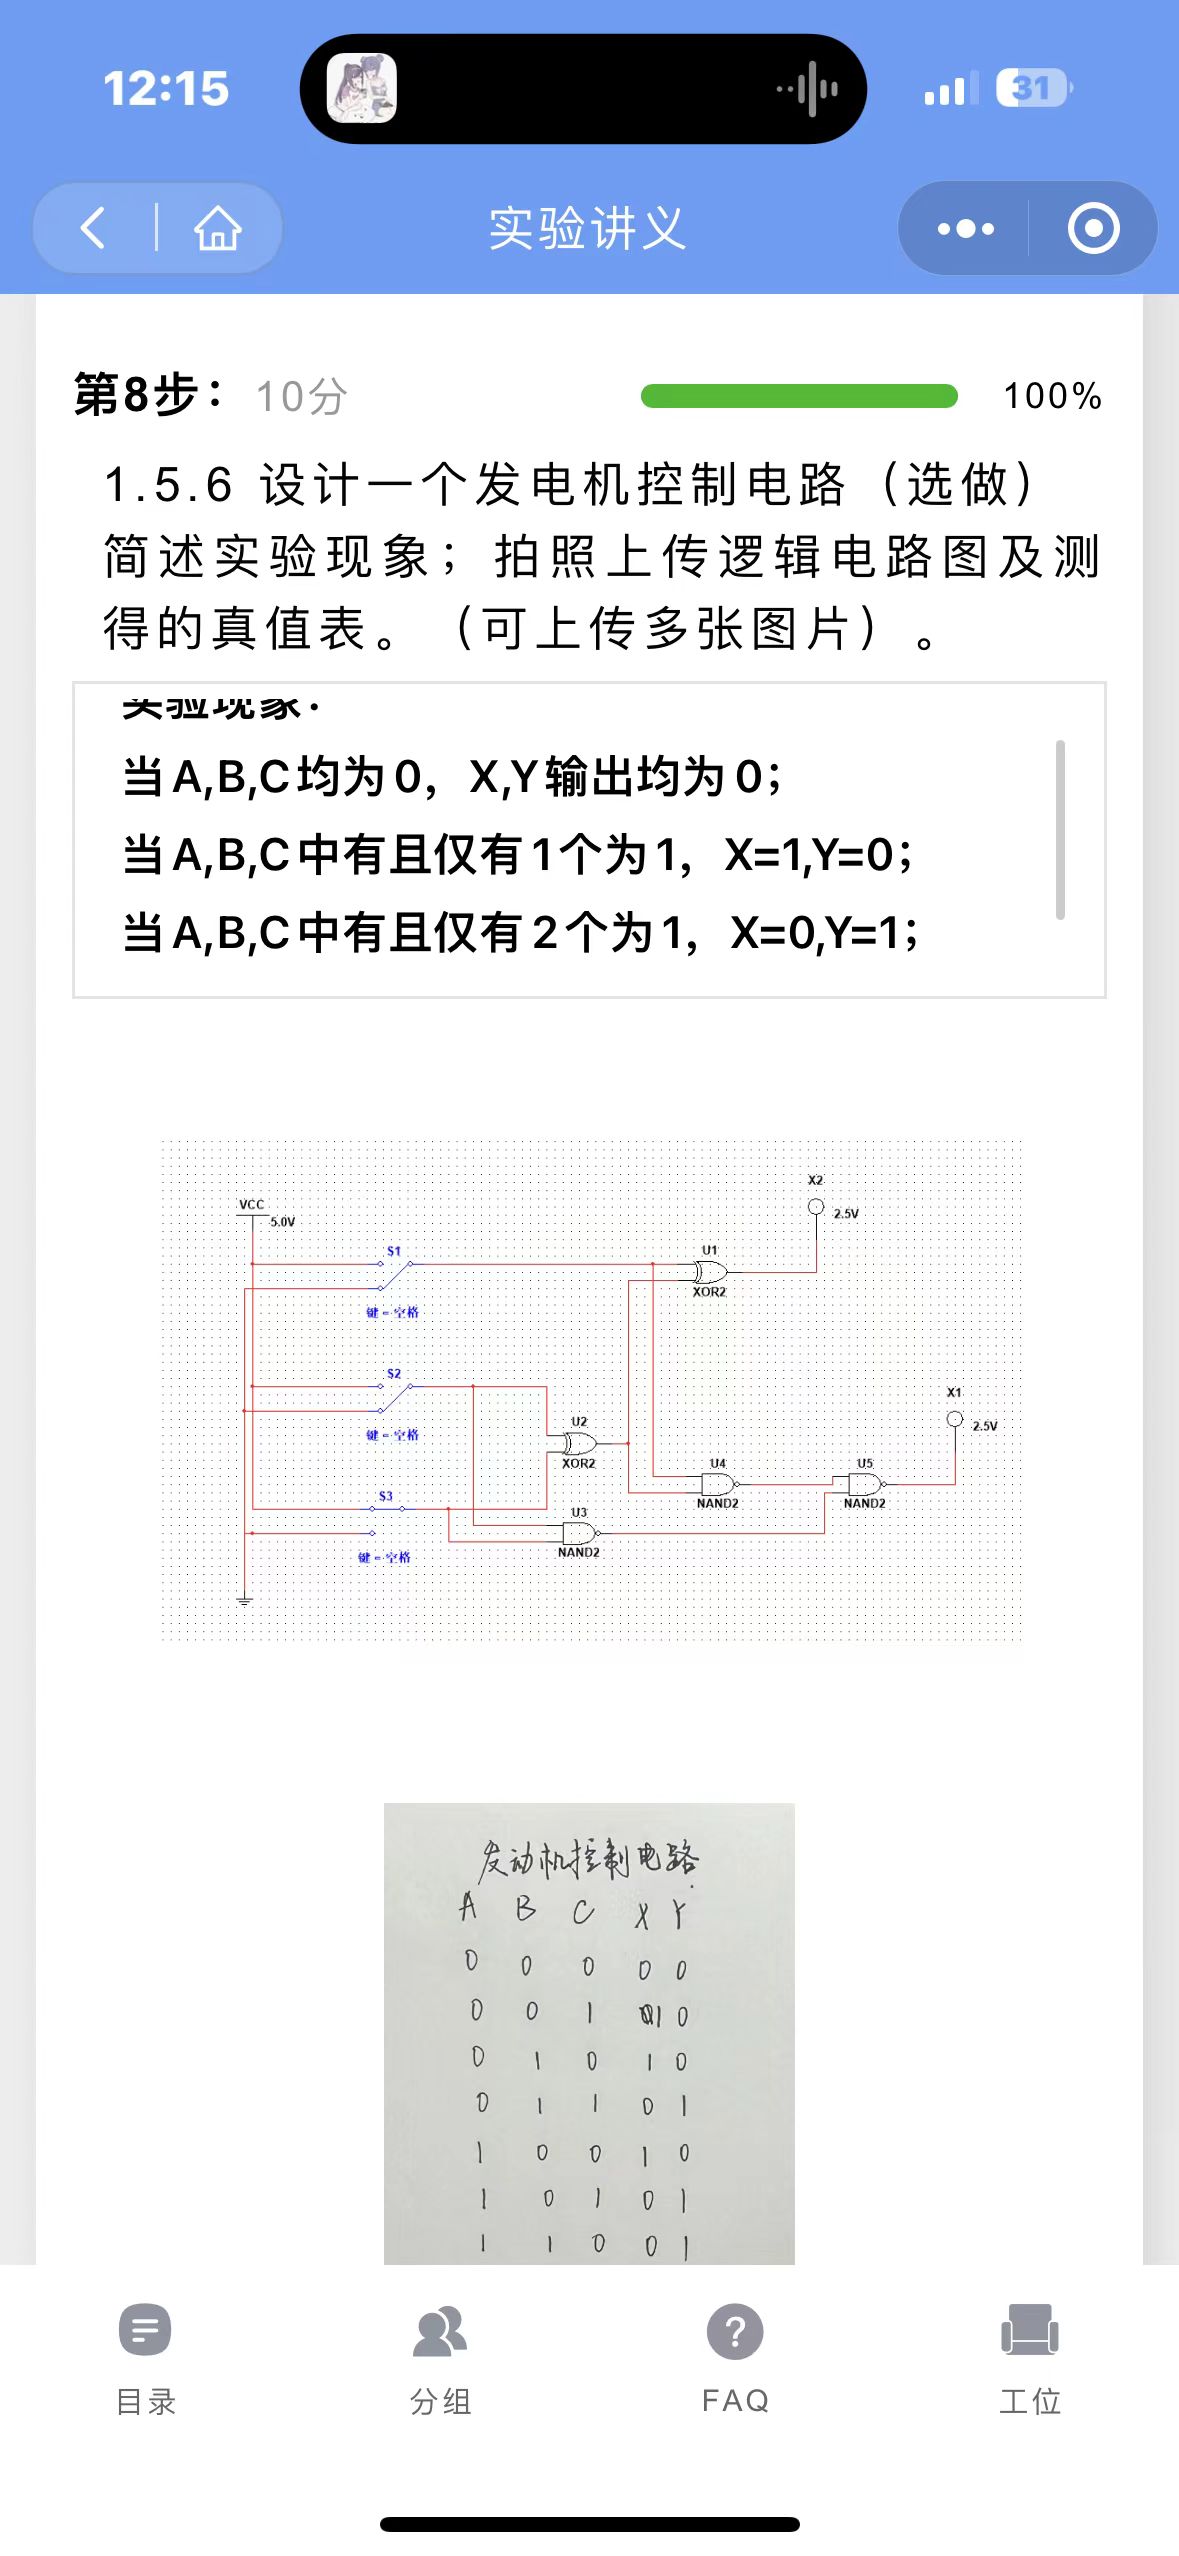 12:15
31
实验讲义
第8步： 10分
100%
1.5.6 设计一个发电机控制电路（选做）
简述实验现象；拍照上传逻辑电路图及测
得的真值表。（可上传多张图片）。
实验现象：
当A,B,C均为0，X,Y输出均为0；
当A,B,C中有且仅有1个为1，X=1,Y=0；
当A,B,C中有且仅有2个为1，X=0,Y=1；
X2
2.5V
VCC
5.0V
S1
键 = 空格
U1
XOR2
S2
键 = 空格
U2
XOR2
X1
2.5V
U4
NAND2
U5
NAND2
S3
键 = 空格
U3
NAND2
发动机控制电路
A B C X Y
0 0 0 0 0
0 0 1 1 0
0 1 0 1 0
0 1 1 0 1
1 0 0 1 0
1 0 1 0 1
1 1 0 0 1
目录
分组
FAQ
工位